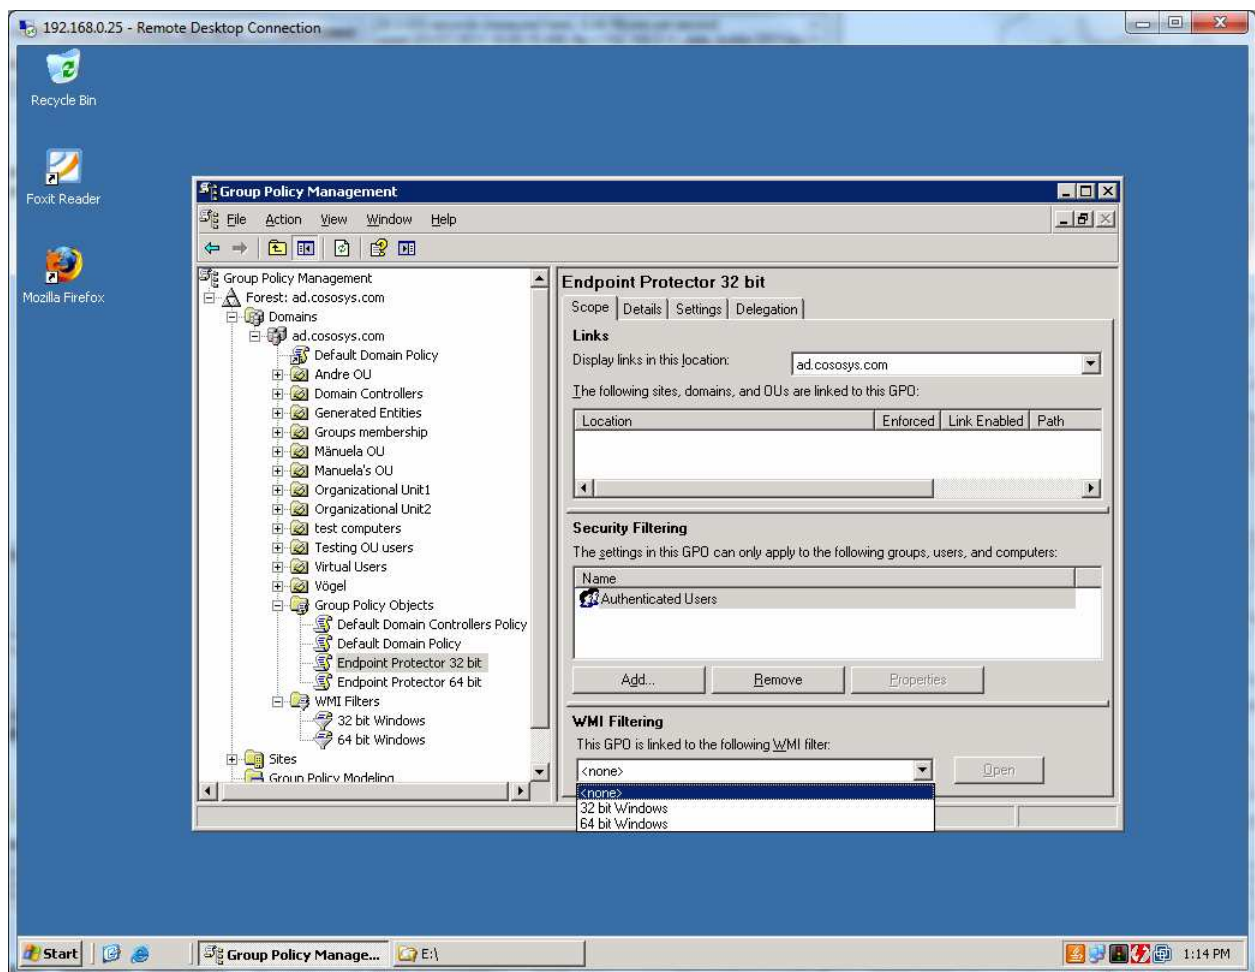 192.168.0.25 - Remote Desktop Connection
Recycle Bin
Foxit Reader
Mozilla Firefox
Group Policy Management
File Action View Window Help
Group Policy Management
Forest: ad.cososys.com
Domains
ad.cososys.com
Default Domain Policy
Andre OU
Domain Controllers
Generated Entities
Groups membership
Mänuela OU
Manuela's OU
Organizational Unit1
Organizational Unit2
test computers
Testing OU users
Virtual Users
Vögel
Group Policy Objects
Default Domain Controllers Policy
Default Domain Policy
Endpoint Protector 32 bit
Endpoint Protector 64 bit
WMI Filters
32 bit Windows
64 bit Windows
Sites
Group Policy Modeling
Endpoint Protector 32 bit
Scope Details Settings Delegation
Links
Display links in this location: ad.cososys.com
The following sites, domains, and OUs are linked to this GPO:
Location Enforced Link Enabled Path
Security Filtering
The settings in this GPO can only apply to the following groups, users, and computers:
Name
Authenticated Users
Add... Remove Properties
WMI Filtering
This GPO is linked to the following WMI filter:
<none> Open
<none>
32 bit Windows
64 bit Windows
Start Group Policy Manage... E:\ 1:14 PM